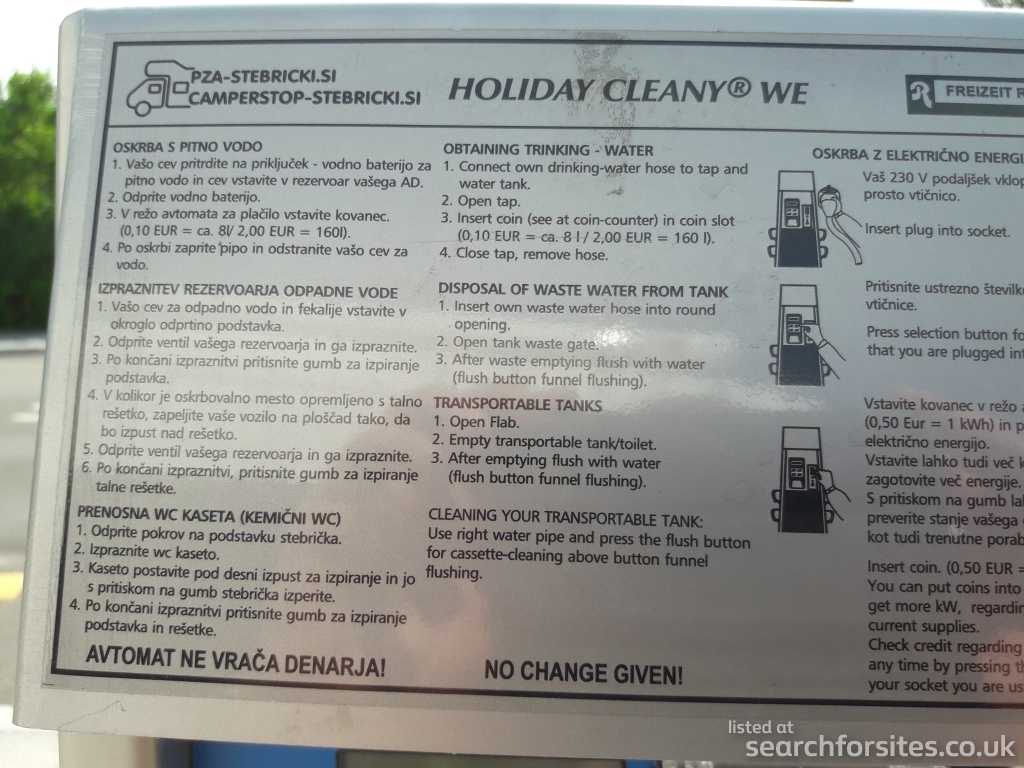 PZA-STEBRICKI.SI
CAMPERSTOP-STEBRICKI.SI
HOLIDAY CLEANY® WE
FREIZEIT
OSKRBA S PITNO VODO
1. Vašo cev pritrdite na priključek - vodno baterijo za
pitno vodo in cev vstavite v rezervoar vašega AD.
2. Odprite vodno baterijo.
3. V režo avtomata za plačilo vstavite kovanec.
(0,10 EUR = ca. 8l/ 2,00 EUR = 160l).
4. Po oskrbi zaprite pipo in odstranite vašo cev za
vodo.
IZPRAZNITEV REZERVOARJA ODPADNE VODE
1. Vašo cev za odpadno vodo in fekalije vstavite v
okroglo odprtino podstavka.
2. Odprite ventil vašega rezervoarja in ga izpraznite.
3. Po končani izpraznitvi pritisnite gumb za izpiranje
podstavka.
4. V kolikor je oskrbovalno mesto opremljeno s talno
rešetko, zapeljite vaše vozilo na ploščad tako, da
bo izpust nad rešetko.
5. Odprite ventil vašega rezervoarja in ga izpraznite.
6. Po končani izpraznitvi, pritisnite gumb za izpiranje
talne rešetke.
PRENOSNA WC KASETA (KEMIČNI WC)
1. Odprite pokrov na podstavku stebrička.
2. Izpraznite wc kaseto.
3. Kaseto postavite pod desni izpust za izpiranje in jo
s pritiskom na gumb stebrička izperite.
4. Po končani izpraznitvi pritisnite gumb za izpiranje
podstavka in rešetke.
AVTOMAT NE VRAČA DENARJA!
OBTAINING TRINKING - WATER
1. Connect own drinking-water hose to tap and
water tank.
2. Open tap.
3. Insert coin (see at coin-counter) in coin slot
(0,10 EUR = ca. 8 l / 2,00 EUR = 160 l).
4. Close tap, remove hose.
DISPOSAL OF WASTE WATER FROM TANK
1. Insert own waste water hose into round
opening.
2. Open tank waste gate.
3. After waste emptying flush with water
(flush button funnel flushing).
TRANSPORTABLE TANKS
1. Open Flab.
2. Empty transportable tank/toilet.
3. After emptying flush with water
(flush button funnel flushing).
CLEANING YOUR TRANSPORTABLE TANK:
Use right water pipe and press the flush button
for cassette-cleaning above button funnel
flushing.
NO CHANGE GIVEN!
OSKRBA Z ELEKTRIČNO ENERGI
Vaš 230 V podaljšek vklop
prosto vtičnico.
Insert plug into socket.
Pritisnite ustrezno številk
vtičnice.
Press selection button fo
that you are plugged int
Vstavite kovanec v režo
(0,50 Eur = 1 kWh) in p
električno energijo.
Vstavite lahko tudi več k
zagotovite več energije.
S pritiskom na gumb lah
preverite stanje vašega
kot tudi trenutne porab
Insert coin. (0,50 EUR =
You can put coins into
get more kW, regardin
current supplies.
Check credit regarding
any time by pressing th
your socket you are us
listed at
searchforsites.co.uk